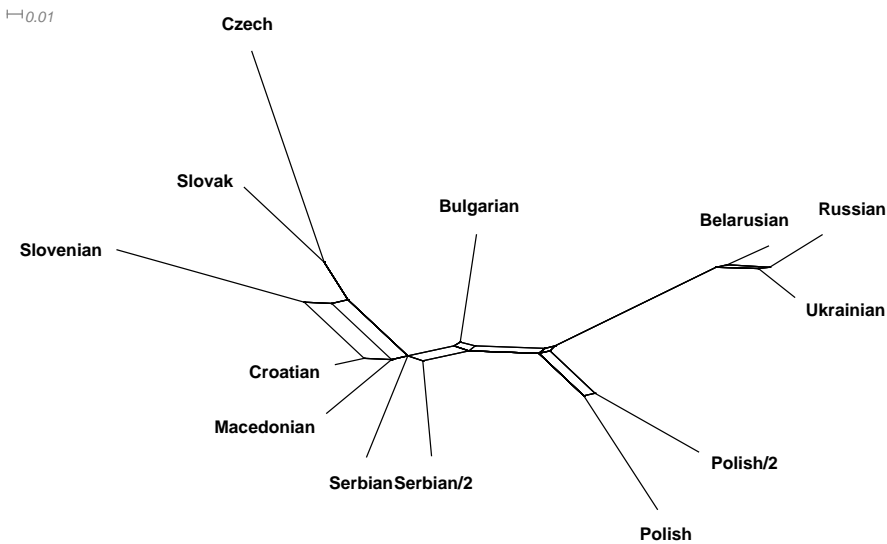 0.01
Czech
Slovak
Bulgarian
Russian
Belarusian
Slovenian
Ukrainian
Croatian
Macedonian
Polish/2
Serbian Serbian/2
Polish